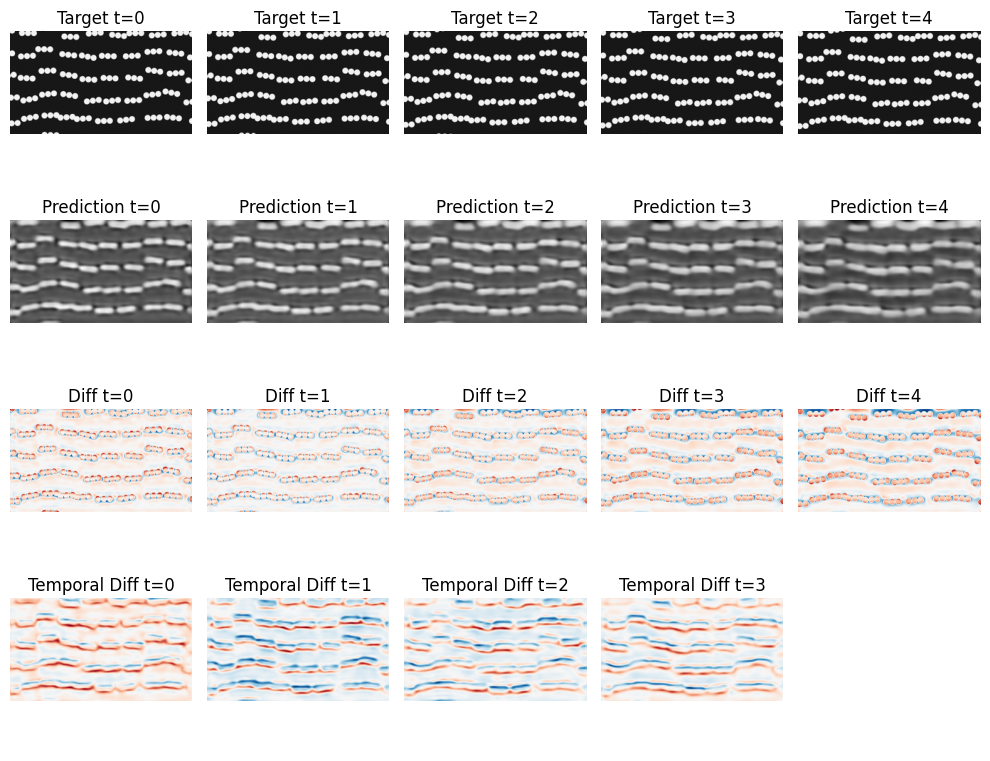 Target t=0 Target t=1 Target t=2 Target t=3 Target t=4
Prediction t=0 Prediction t=1 Prediction t=2 Prediction t=3 Prediction t=4
Diff t=0 Diff t=1 Diff t=2 Diff t=3 Diff t=4
Temporal Diff t=0 Temporal Diff t=1 Temporal Diff t=2 Temporal Diff t=3